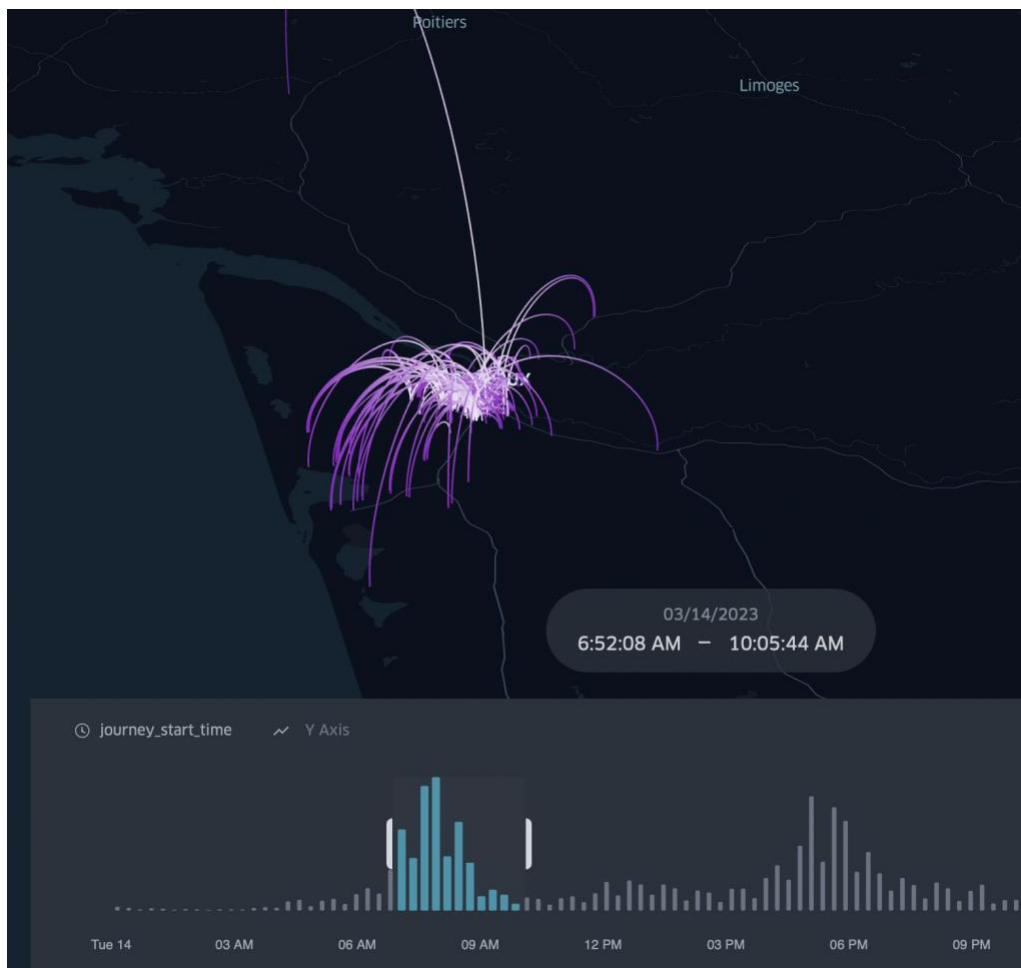 Poitiers
Limoges
03/14/2023
6:52:08 AM – 10:05:44 AM
journey_start_time
Y Axis
Tue 14
03 AM
06 AM
09 AM
12 PM
03 PM
06 PM
09 PM